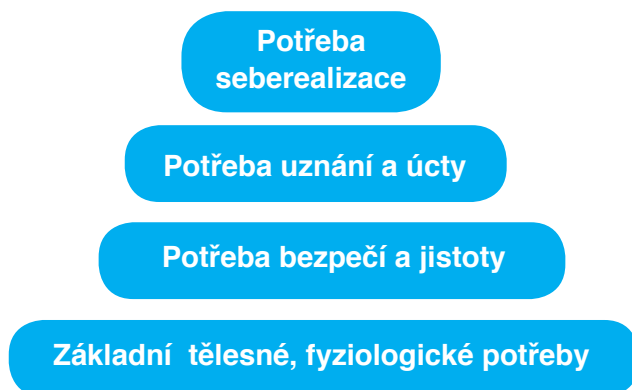 Potřeba
seberealizace
Potřeba uznání a úcty
Potřeba bezpečí a jistoty
Základní  tělesné, fyziologické potřeby